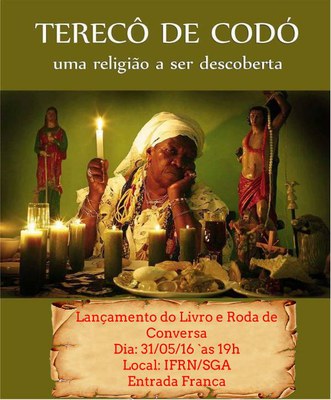 TERECÔ DE CODÓ
uma religião a ser descoberta
Lançamento do Livro e Roda de
Conversa
Dia: 31/05/16 `as 19h
Local: IFRN/SGA
Entrada Franca